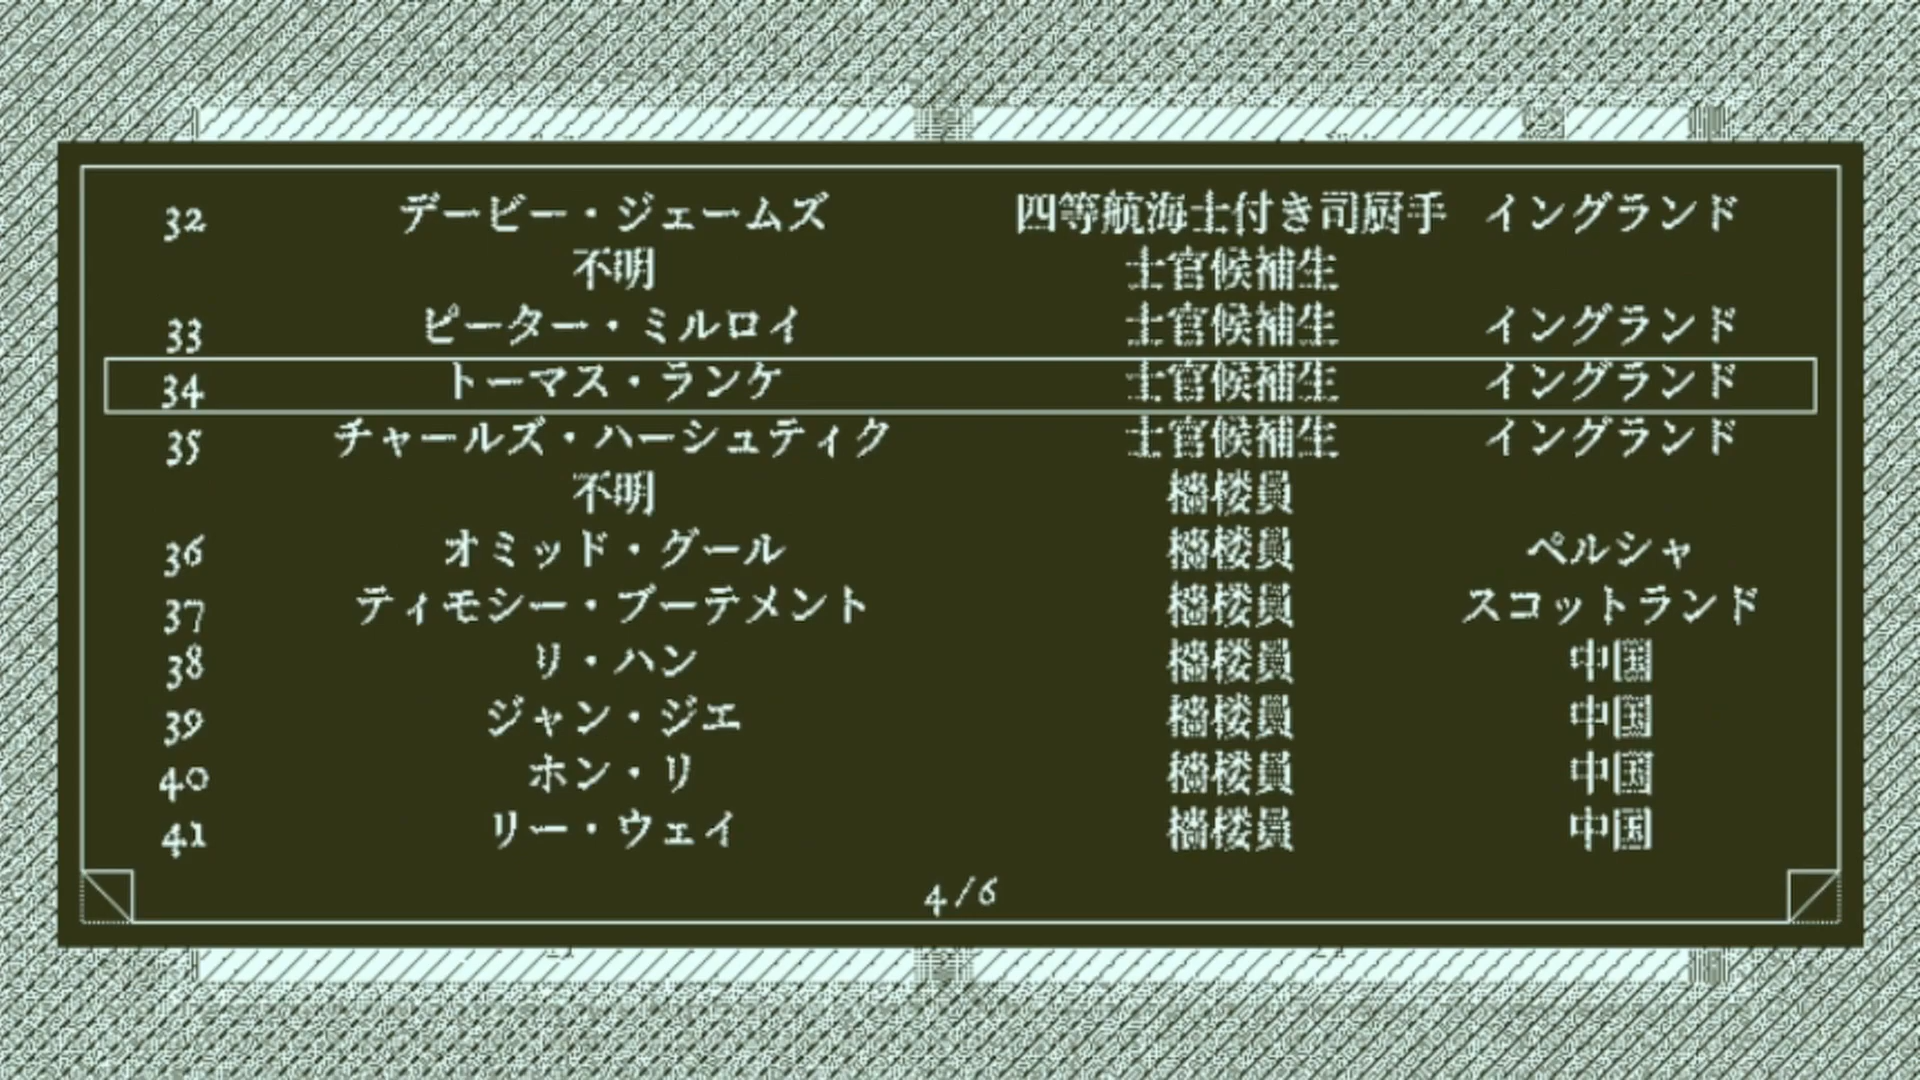 32 デービー・ジェームズ 四等航海士付き司厨手 イングランド
不明 士官候補生
33 ピーター・ミルロイ 士官候補生 イングランド
34 トーマス・ランケ 士官候補生 イングランド
35 チャールズ・ハーシュティク 士官候補生 イングランド
不明 檣楼員
36 オミッド・グール 檣楼員 ペルシャ
37 ティモシー・ブーテメント 檣楼員 スコットランド
38 リ・ハン 檣楼員 中国
39 ジャン・ジエ 檣楼員 中国
40 ホン・リ 檣楼員 中国
41 リー・ウェイ 檣楼員 中国
4/6